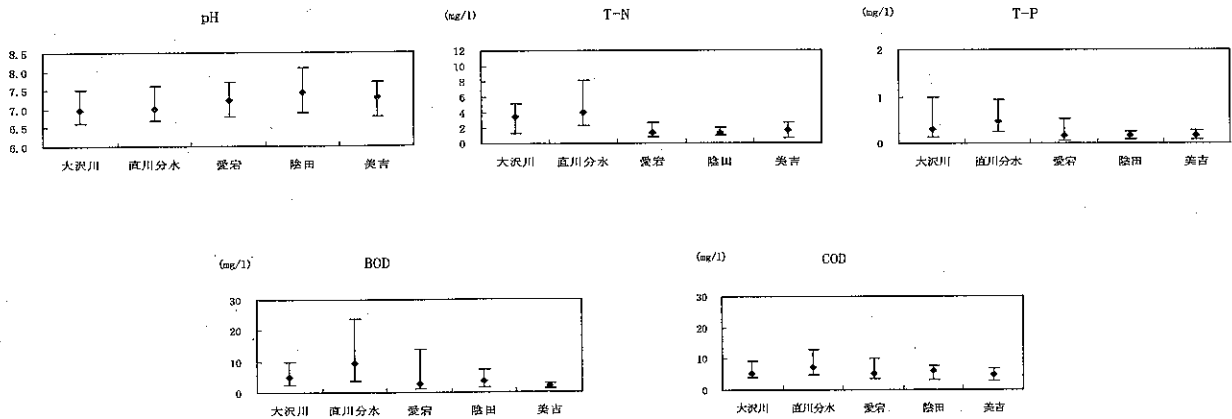 pH
8.5
8.0
7.5
7.0
6.5
6.0
大沢川 直川分水 愛宕 陰田 美吉
(mg/l) T-N
12
10
8
6
4
2
0
大沢川 直川分水 愛宕 陰田 美吉
(mg/l) T-P
2
1
0
大沢川 直川分水 愛宕 陰田 美吉
(mg/l) BOD
30
20
10
0
大沢川 直川分水 愛宕 陰田 美吉
(mg/l) COD
30
20
10
0
大沢川 直川分水 愛宕 陰田 美吉